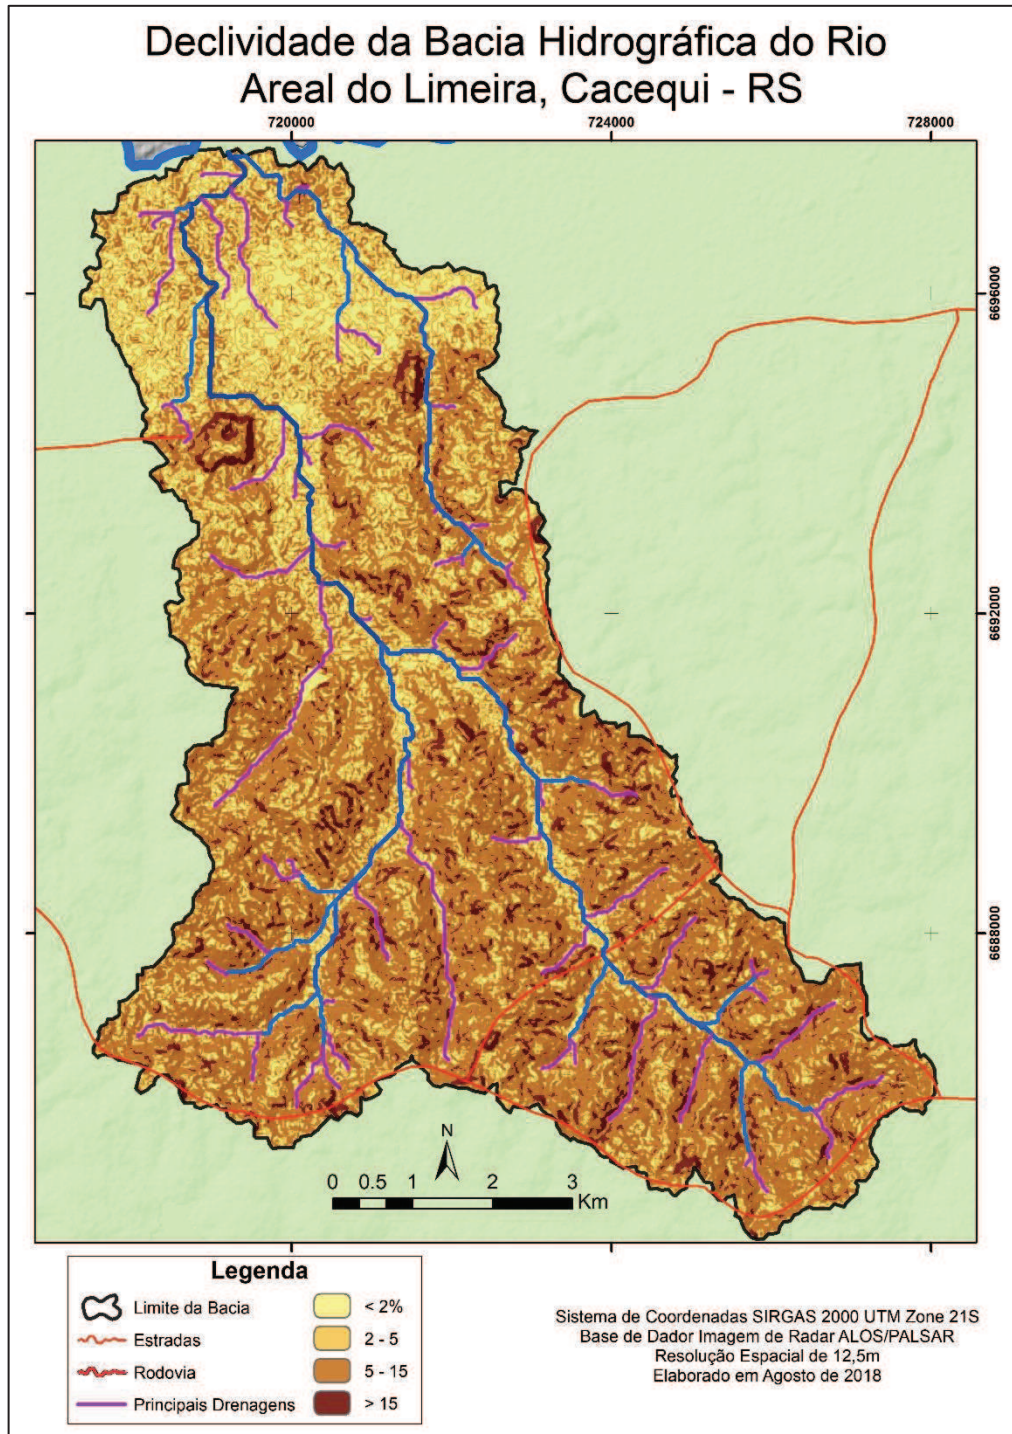 Declividade da Bacia Hidrográfica do Rio
Areal do Limeira, Cacequi - RS
720000
724000
728000
6696000
6692000
6688000
N
0 0.5 1 2 3
Km
Legenda
Limite da Bacia
Estradas
Rodovia
Principais Drenagens
< 2%
2 - 5
5 - 15
> 15
Sistema de Coordenadas SIRGAS 2000 UTM Zone 21S
Base de Dador Imagem de Radar ALOS/PALSAR
Resolução Espacial de 12,5m
Elaborado em Agosto de 2018